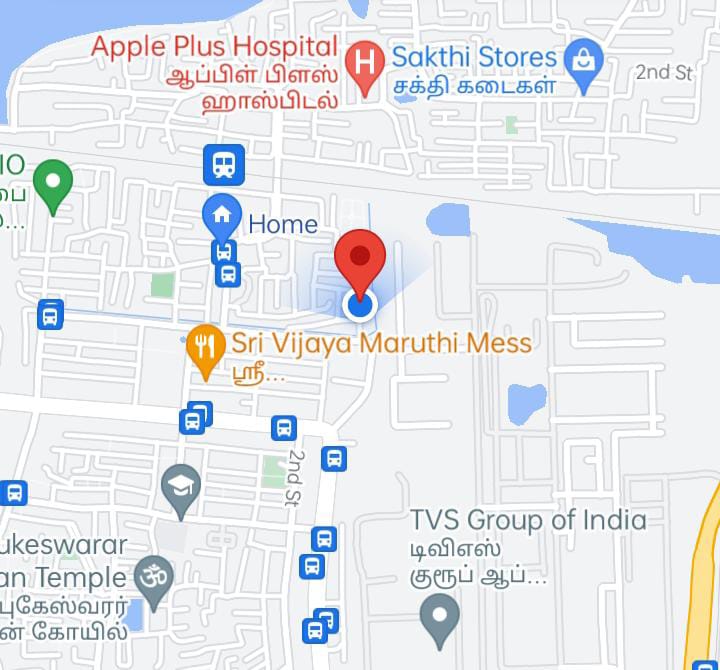 Apple Plus Hospital
ஆப்பிள் பிளஸ்
ஹாஸ்பிடல்
Sakthi Stores
சக்தி கடைகள்
2nd St
IO
H
Home
Sri Vijaya Maruthi Mess
ஸ்ரீ...
2nd St
TVS Group of India
டிவிஎஸ்
குரூப் ஆப்...
ukeswarar
an Temple
புகேஸ்வரர்
ன் கோயில்